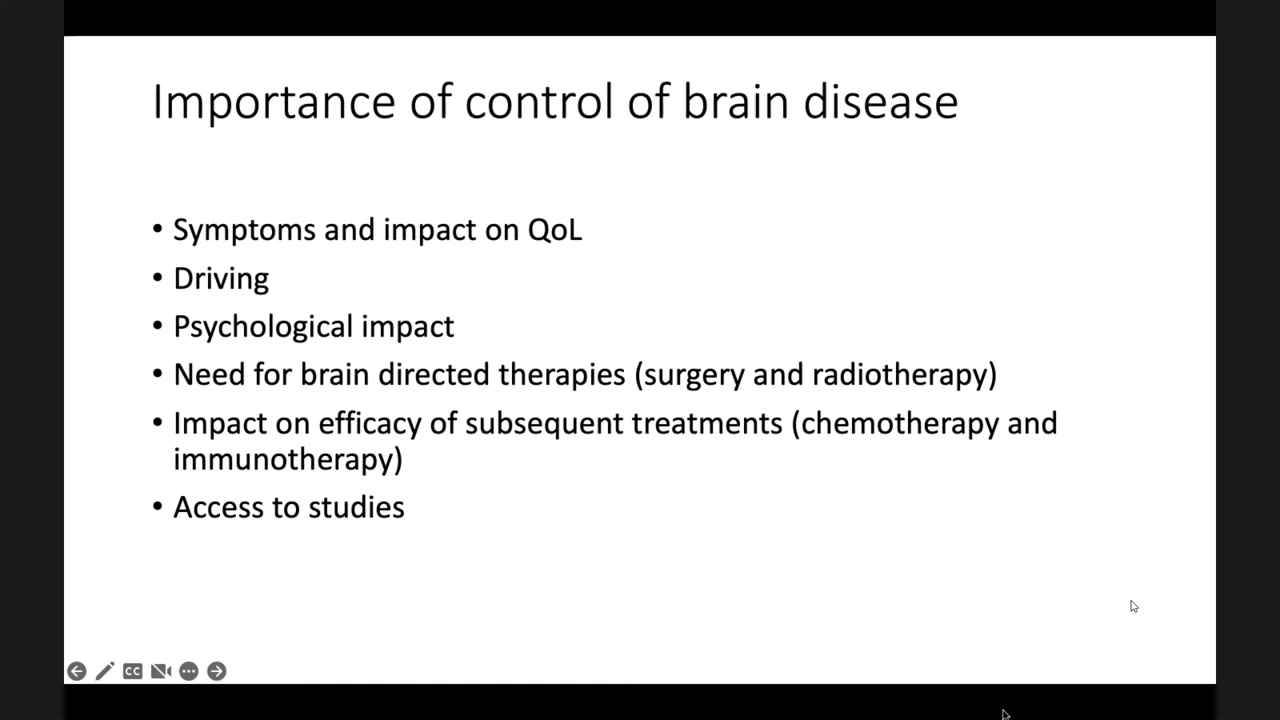 Importance of control of brain disease
• Symptoms and impact on QoL
• Driving
• Psychological impact
• Need for brain directed therapies (surgery and radiotherapy)
• Impact on efficacy of subsequent treatments (chemotherapy and
immunotherapy)
• Access to studies
CC